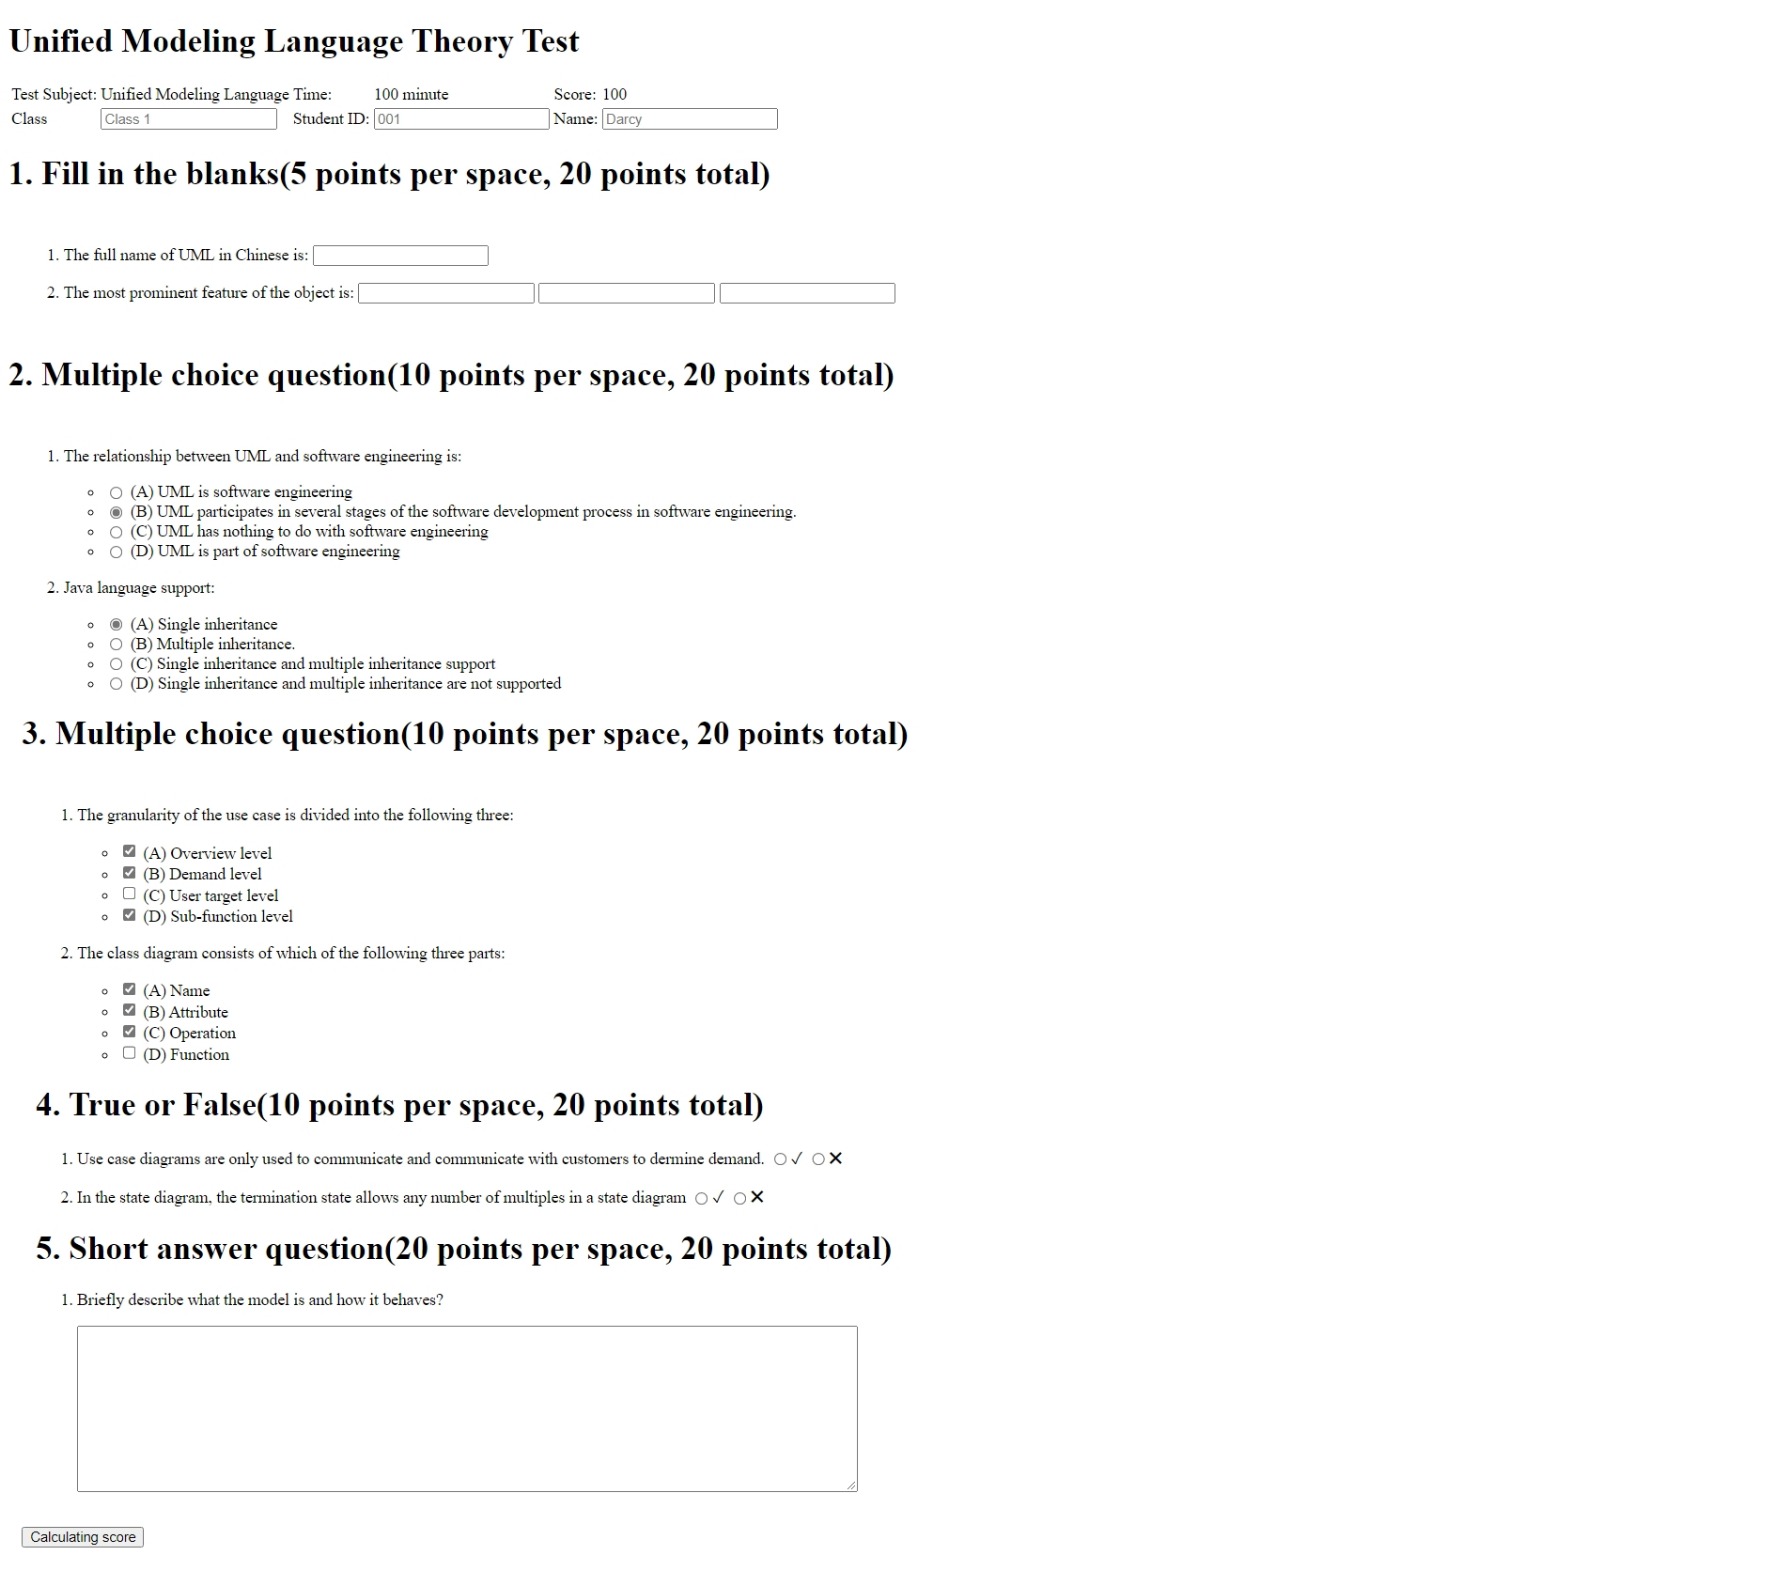 Unified Modeling Language Theory Test
Test Subject: Unified Modeling Language Time: 100 minute Score: 100
Class Class 1 Student ID: 001 Name: Darcy
1. Fill in the blanks(5 points per space, 20 points total)
1. The full name of UML in Chinese is:
2. The most prominent feature of the object is:
2. Multiple choice question(10 points per space, 20 points total)
1. The relationship between UML and software engineering is:
(A) UML is software engineering
(B) UML participates in several stages of the software development process in software engineering.
(C) UML has nothing to do with software engineering
(D) UML is part of software engineering
2. Java language support:
(A) Single inheritance
(B) Multiple inheritance.
(C) Single inheritance and multiple inheritance support
(D) Single inheritance and multiple inheritance are not supported
3. Multiple choice question(10 points per space, 20 points total)
1. The granularity of the use case is divided into the following three:
(A) Overview level
(B) Demand level
(C) User target level
(D) Sub-function level
2. The class diagram consists of which of the following three parts:
(A) Name
(B) Attribute
(C) Operation
(D) Function
4. True or False(10 points per space, 20 points total)
1. Use case diagrams are only used to communicate and communicate with customers to dermine demand. ✓ ✕
2. In the state diagram, the termination state allows any number of multiples in a state diagram ✓ ✕
5. Short answer question(20 points per space, 20 points total)
1. Briefly describe what the model is and how it behaves?
Calculating score